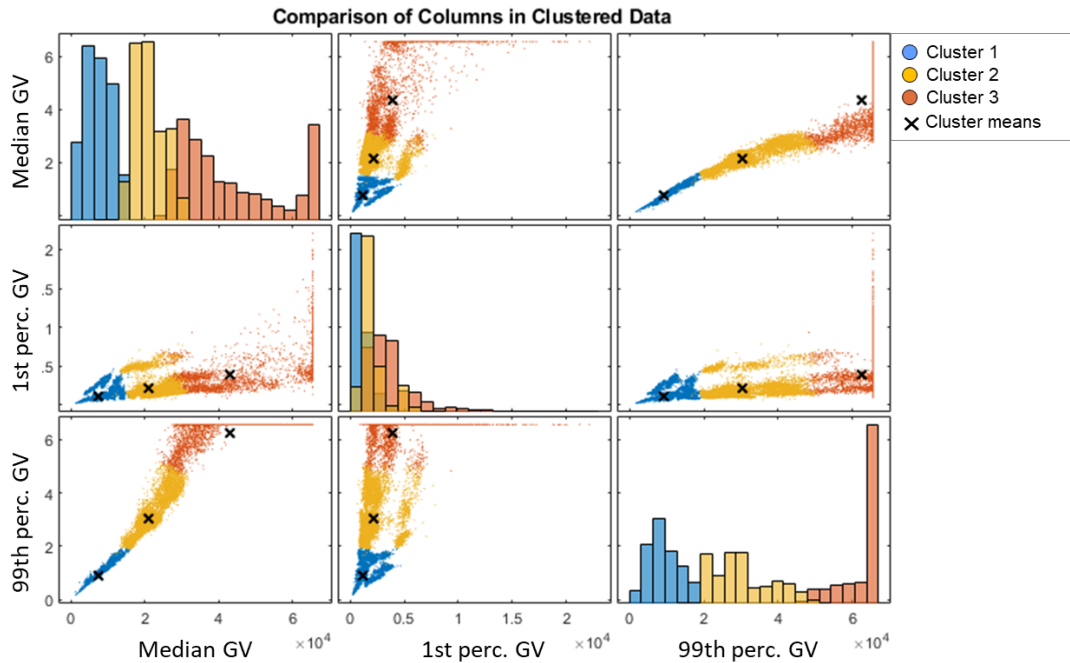 Comparison of Columns in Clustered Data
Median GV
6
4
2
Cluster 1
Cluster 2
Cluster 3
Cluster means
1st perc. GV
2
.5
1
.5
99th perc. GV
6
4
2
0
0 2 4 6
×10⁴
0 0.5 1 1.5 2
×10⁴
0 2 4 6
×10⁴
Median GV 1st perc. GV 99th perc. GV